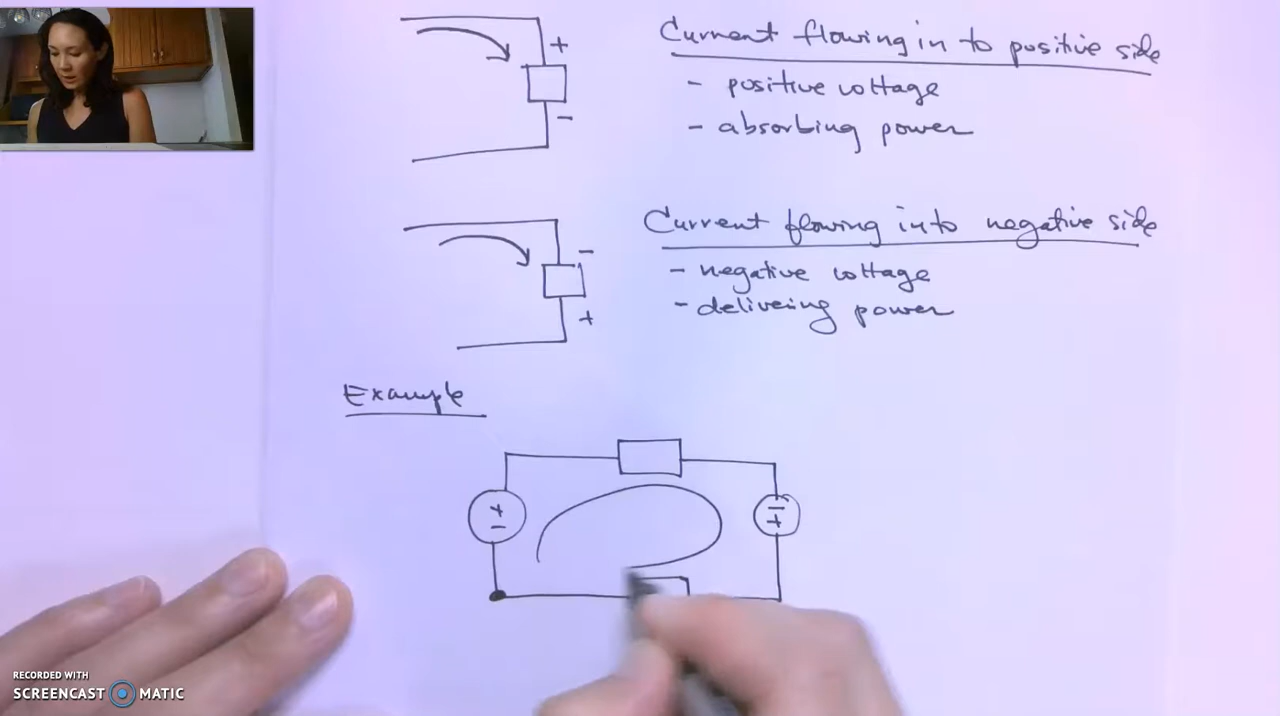 Current flowing in to positive side
- positive voltage
+
- absorbing power
-
Current flowing into negative side
-
- negative voltage
- delivering power
+
Example
+
-
-
+
RECORDED WITH
SCREENCAST MATIC